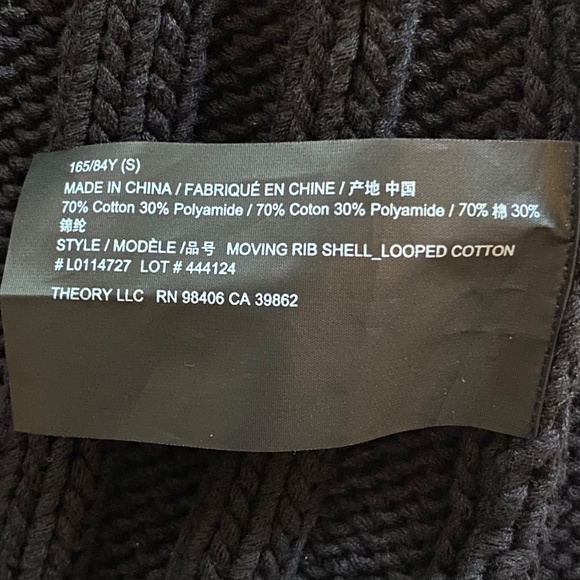 165/84Y (S)
MADE IN CHINA / FABRIQUÉ EN CHINE / 产地 中国
70% Cotton 30% Polyamide / 70% Coton 30% Polyamide / 70% 棉 30%
锦纶
STYLE / MODÈLE /品号 MOVING RIB SHELL_LOOPED COTTON
# L0114727 LOT # 444124
THEORY LLC RN 98406 CA 39862